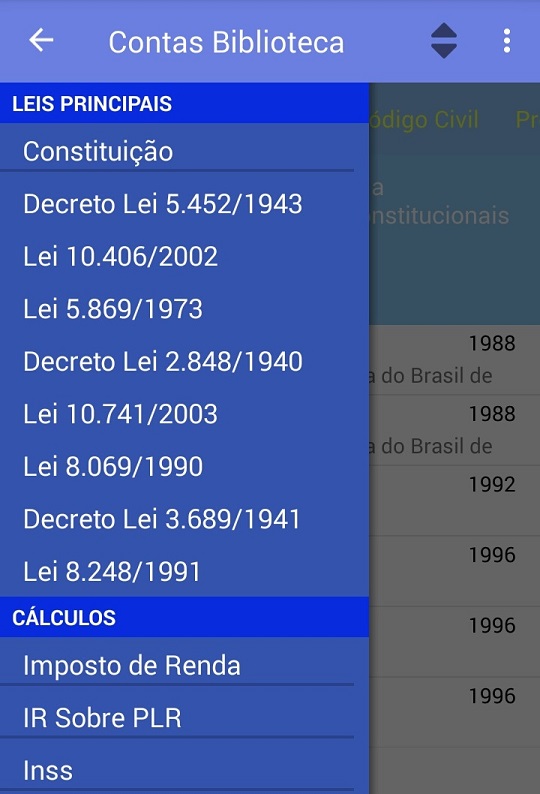 Contas Biblioteca
LEIS PRINCIPAIS
Constituição
Decreto Lei 5.452/1943
Lei 10.406/2002
Lei 5.869/1973
Decreto Lei 2.848/1940
Lei 10.741/2003
Lei 8.069/1990
Decreto Lei 3.689/1941
Lei 8.248/1991
CÁLCULOS
Imposto de Renda
IR Sobre PLR
Inss
ódigo Civil Pr
a
nstitucionais
1988
a do Brasil de
1988
a do Brasil de
1992
1996
1996
1996